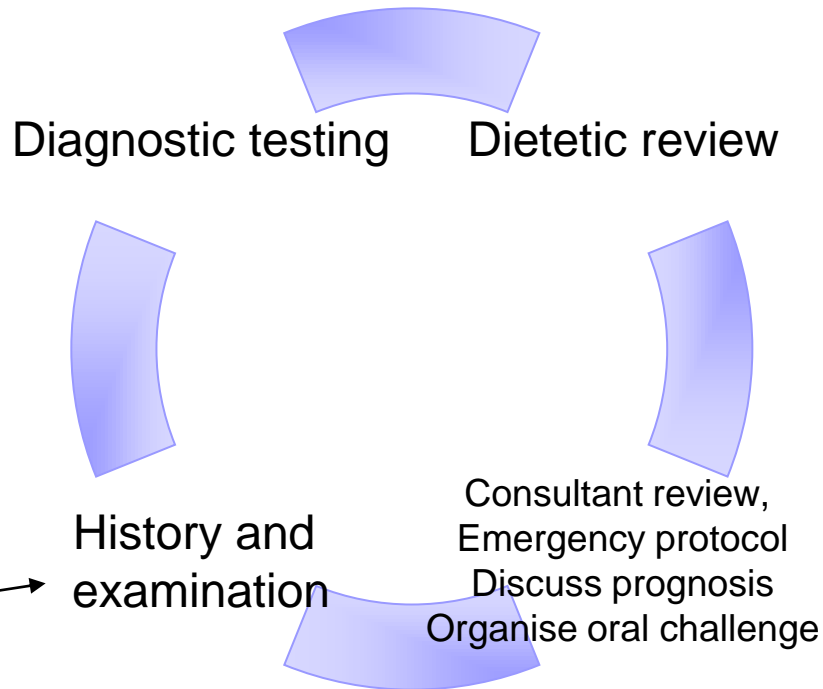 Diagnostic testing
Dietetic review
History and
examination
Consultant review,
Emergency protocol
Discuss prognosis
Organise oral challenge